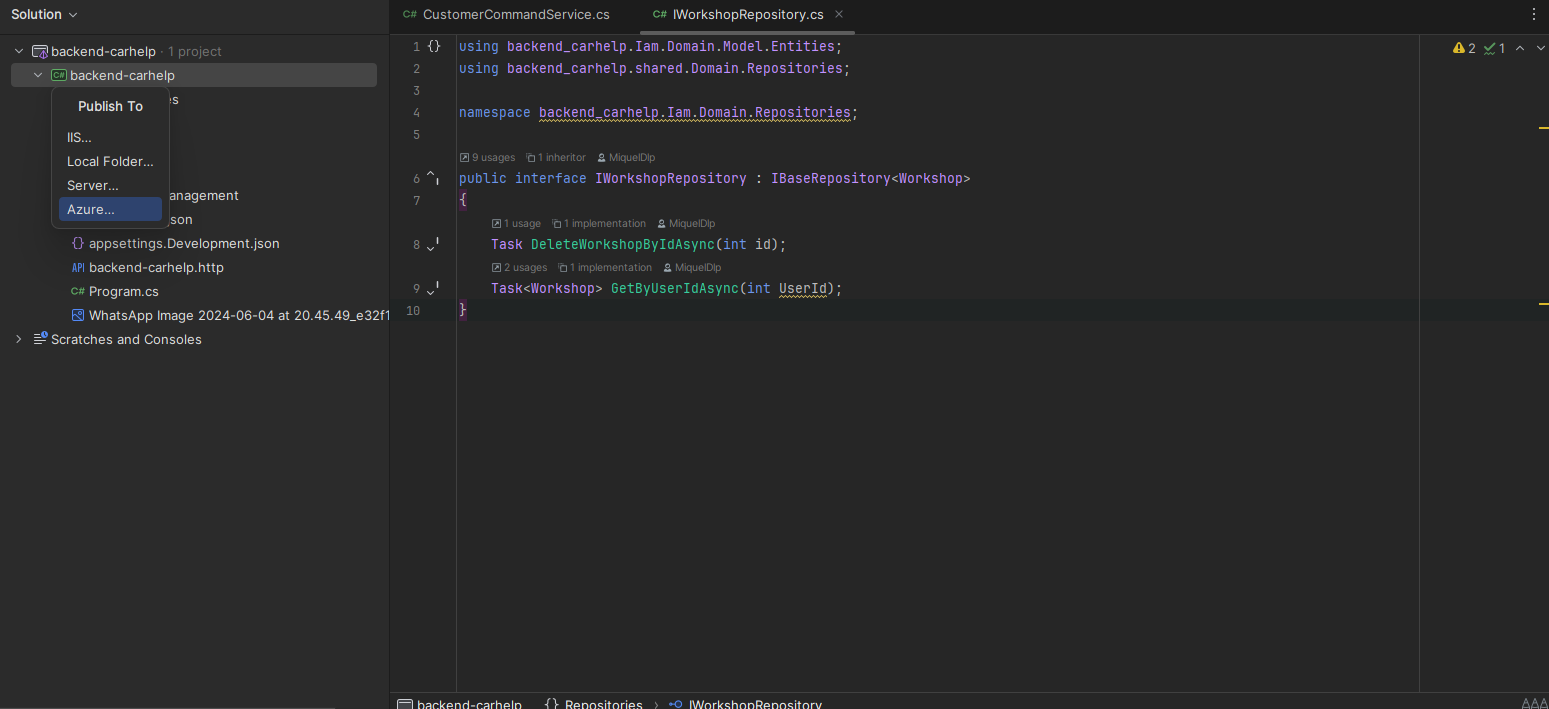 Solution
C# CustomerCommandService.cs
C# IWorkshopRepository.cs
backend-carhelp · 1 project
C# backend-carhelp
es
Publish To
IIS...
Local Folder...
Server...
Azure...
anagement
son
{} appsettings.Development.json
API backend-carhelp.http
C# Program.cs
WhatsApp Image 2024-06-04 at 20.45.49_e32f1
Scratches and Consoles
2 1
1 {} using backend_carhelp.Iam.Domain.Model.Entities;
2 using backend_carhelp.shared.Domain.Repositories;
3
4 namespace backend_carhelp.Iam.Domain.Repositories;
5
9 usages 1 inheritor MiquelDlp
6 public interface IWorkshopRepository : IBaseRepository<Workshop>
7 {
1 usage 1 implementation MiquelDlp
8 Task DeleteWorkshopByIdAsync(int id);
2 usages 1 implementation MiquelDlp
9 Task<Workshop> GetByUserIdAsync(int UserId);
10 }
backend-carhelp {} Repositories › IWorkshopRepository